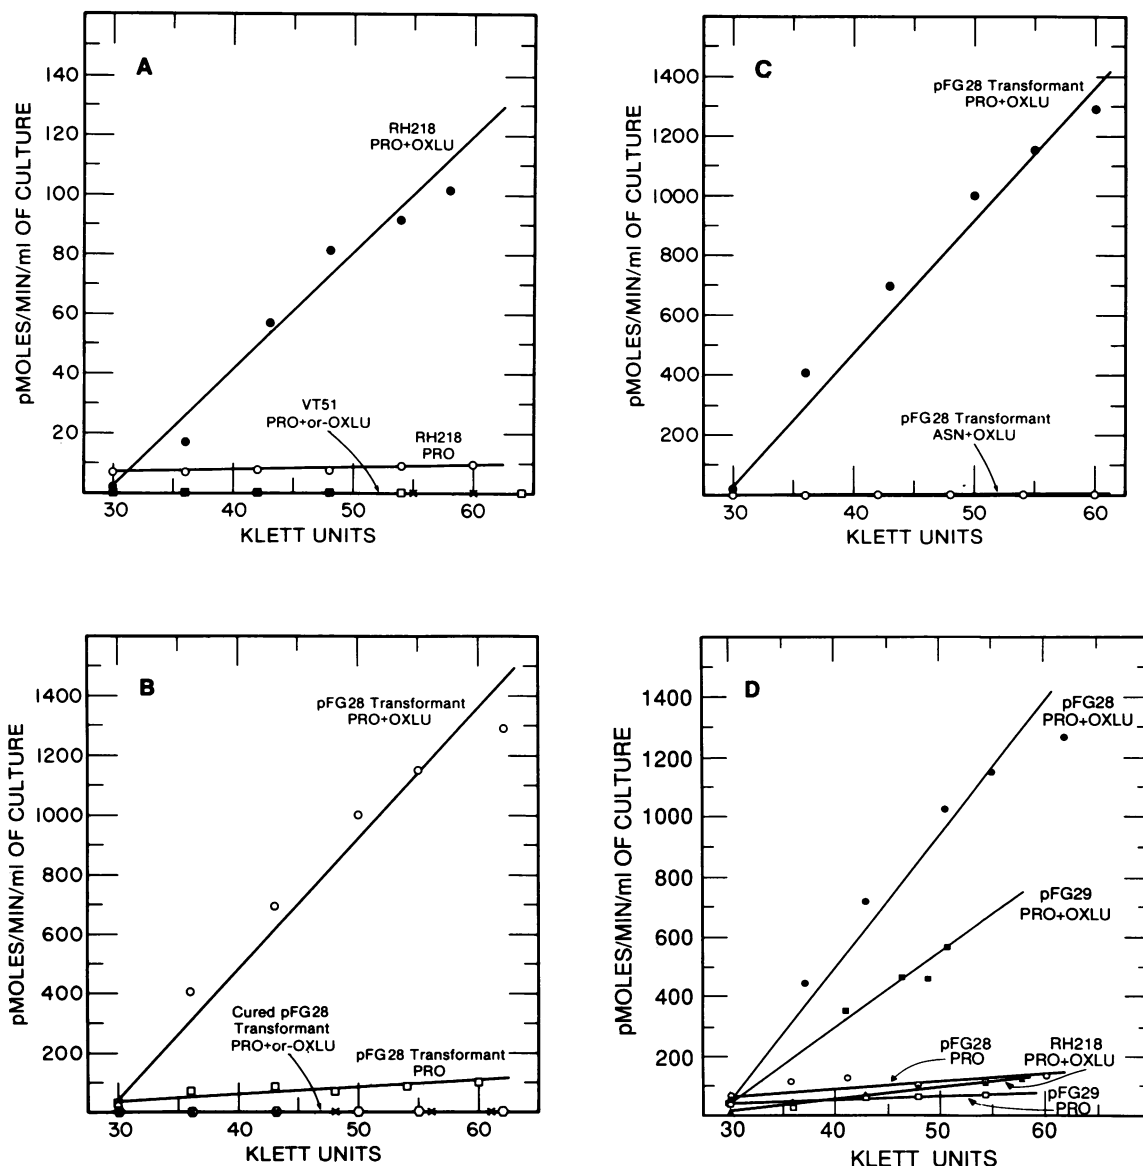 A
pMOLES/MIN/ml OF CULTURE
140
120
100
80
60
40
20
RH218
PRO+OXLU
VT51
PRO+or-OXLU
RH218
PRO
30
40
50
60
KLETT UNITS
C
pMOLES/MIN/ml OF CULTURE
1400
1200
1000
800
600
400
200
pFG28 Transformant
PRO+OXLU
pFG28 Transformant
ASN+OXLU
30
40
50
60
KLETT UNITS
B
pMOLES/MIN/ml OF CULTURE
1400
1200
1000
800
600
400
200
pFG28 Transformant
PRO+OXLU
Cured pFG28
Transformant
PRO+or-OXLU
pFG28 Transformant
PRO
30
40
50
60
KLETT UNITS
D
pMOLES/MIN/ml OF CULTURE
1400
1200
1000
800
600
400
200
pFG28
PRO+OXLU
pFG29
PRO+OXLU
pFG28
PRO
RH218
PRO+OXLU
pFG29
PRO
30
40
50
60
KLETT UNITS